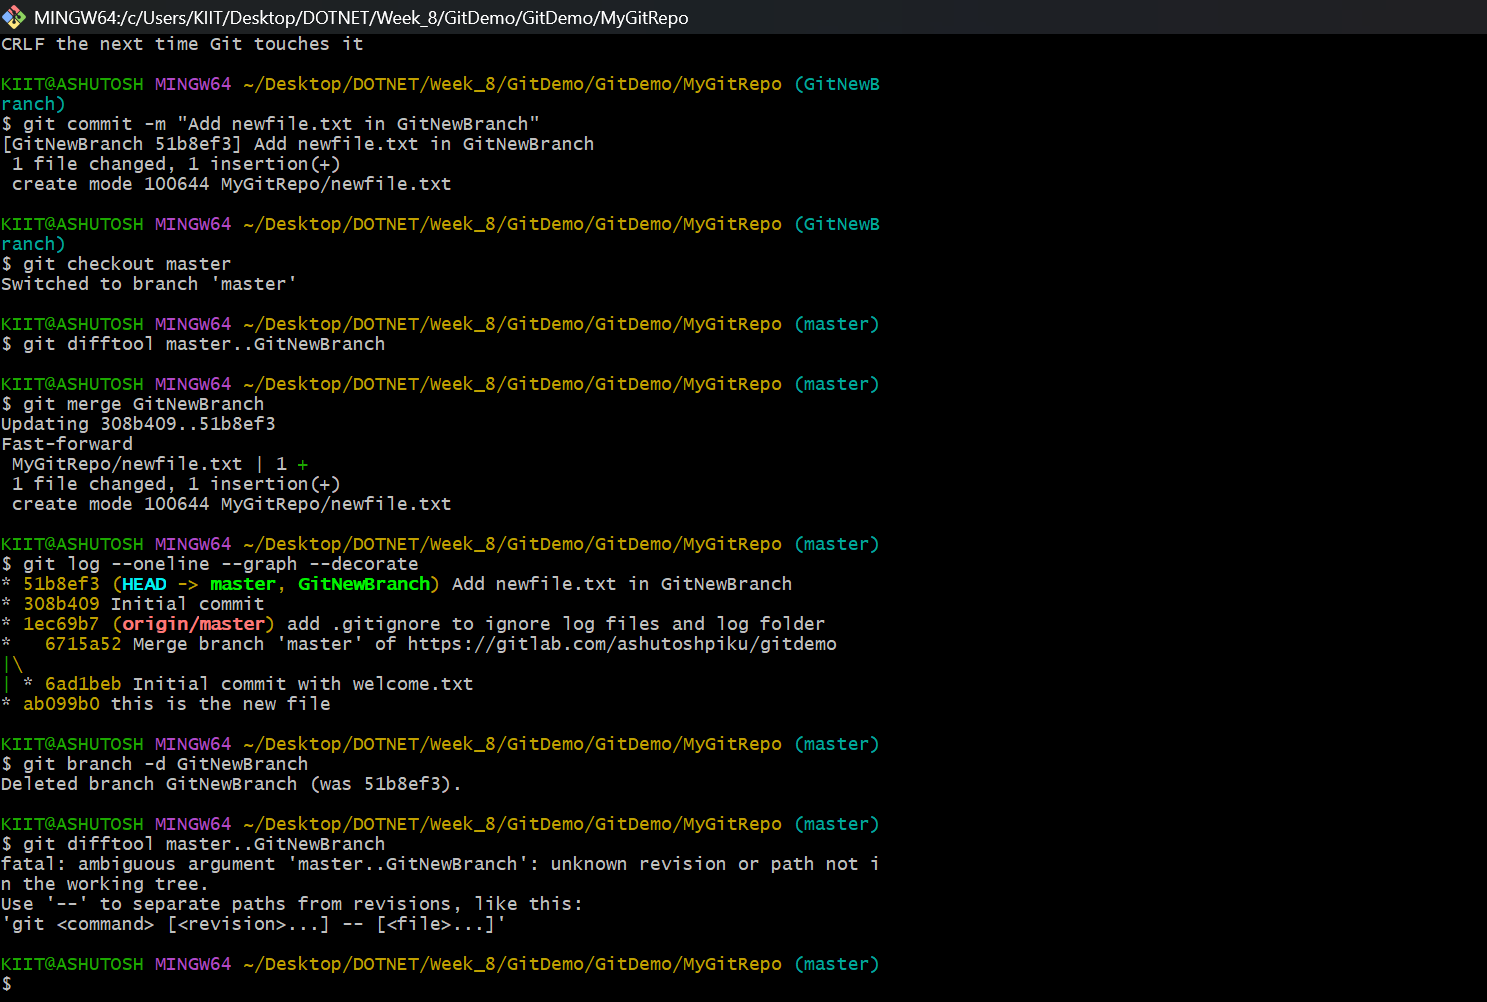 MINGW64:/c/Users/KIIT/Desktop/DOTNET/Week_8/GitDemo/GitDemo/MyGitRepo
CRLF the next time Git touches it
KIIT@ASHUTOSH MINGW64 ~/Desktop/DOTNET/Week_8/GitDemo/GitDemo/MyGitRepo (GitNewB
ranch)
$ git commit -m "Add newfile.txt in GitNewBranch"
[GitNewBranch 51b8ef3] Add newfile.txt in GitNewBranch
 1 file changed, 1 insertion(+)
 create mode 100644 MyGitRepo/newfile.txt
KIIT@ASHUTOSH MINGW64 ~/Desktop/DOTNET/Week_8/GitDemo/GitDemo/MyGitRepo (GitNewB
ranch)
$ git checkout master
Switched to branch 'master'
KIIT@ASHUTOSH MINGW64 ~/Desktop/DOTNET/Week_8/GitDemo/GitDemo/MyGitRepo (master)
$ git difftool master..GitNewBranch
KIIT@ASHUTOSH MINGW64 ~/Desktop/DOTNET/Week_8/GitDemo/GitDemo/MyGitRepo (master)
$ git merge GitNewBranch
Updating 308b409..51b8ef3
Fast-forward
 MyGitRepo/newfile.txt | 1 +
 1 file changed, 1 insertion(+)
 create mode 100644 MyGitRepo/newfile.txt
KIIT@ASHUTOSH MINGW64 ~/Desktop/DOTNET/Week_8/GitDemo/GitDemo/MyGitRepo (master)
$ git log --oneline --graph --decorate
* 51b8ef3 (HEAD -> master, GitNewBranch) Add newfile.txt in GitNewBranch
* 308b409 Initial commit
* 1ec69b7 (origin/master) add .gitignore to ignore log files and log folder
*   6715a52 Merge branch 'master' of https://gitlab.com/ashutoshpiku/gitdemo
|\
| * 6ad1beb Initial commit with welcome.txt
* ab099b0 this is the new file
KIIT@ASHUTOSH MINGW64 ~/Desktop/DOTNET/Week_8/GitDemo/GitDemo/MyGitRepo (master)
$ git branch -d GitNewBranch
Deleted branch GitNewBranch (was 51b8ef3).
KIIT@ASHUTOSH MINGW64 ~/Desktop/DOTNET/Week_8/GitDemo/GitDemo/MyGitRepo (master)
$ git difftool master..GitNewBranch
fatal: ambiguous argument 'master..GitNewBranch': unknown revision or path not i
n the working tree.
Use '--' to separate paths from revisions, like this:
'git <command> [<revision>...] -- [<file>...]'
KIIT@ASHUTOSH MINGW64 ~/Desktop/DOTNET/Week_8/GitDemo/GitDemo/MyGitRepo (master)
$